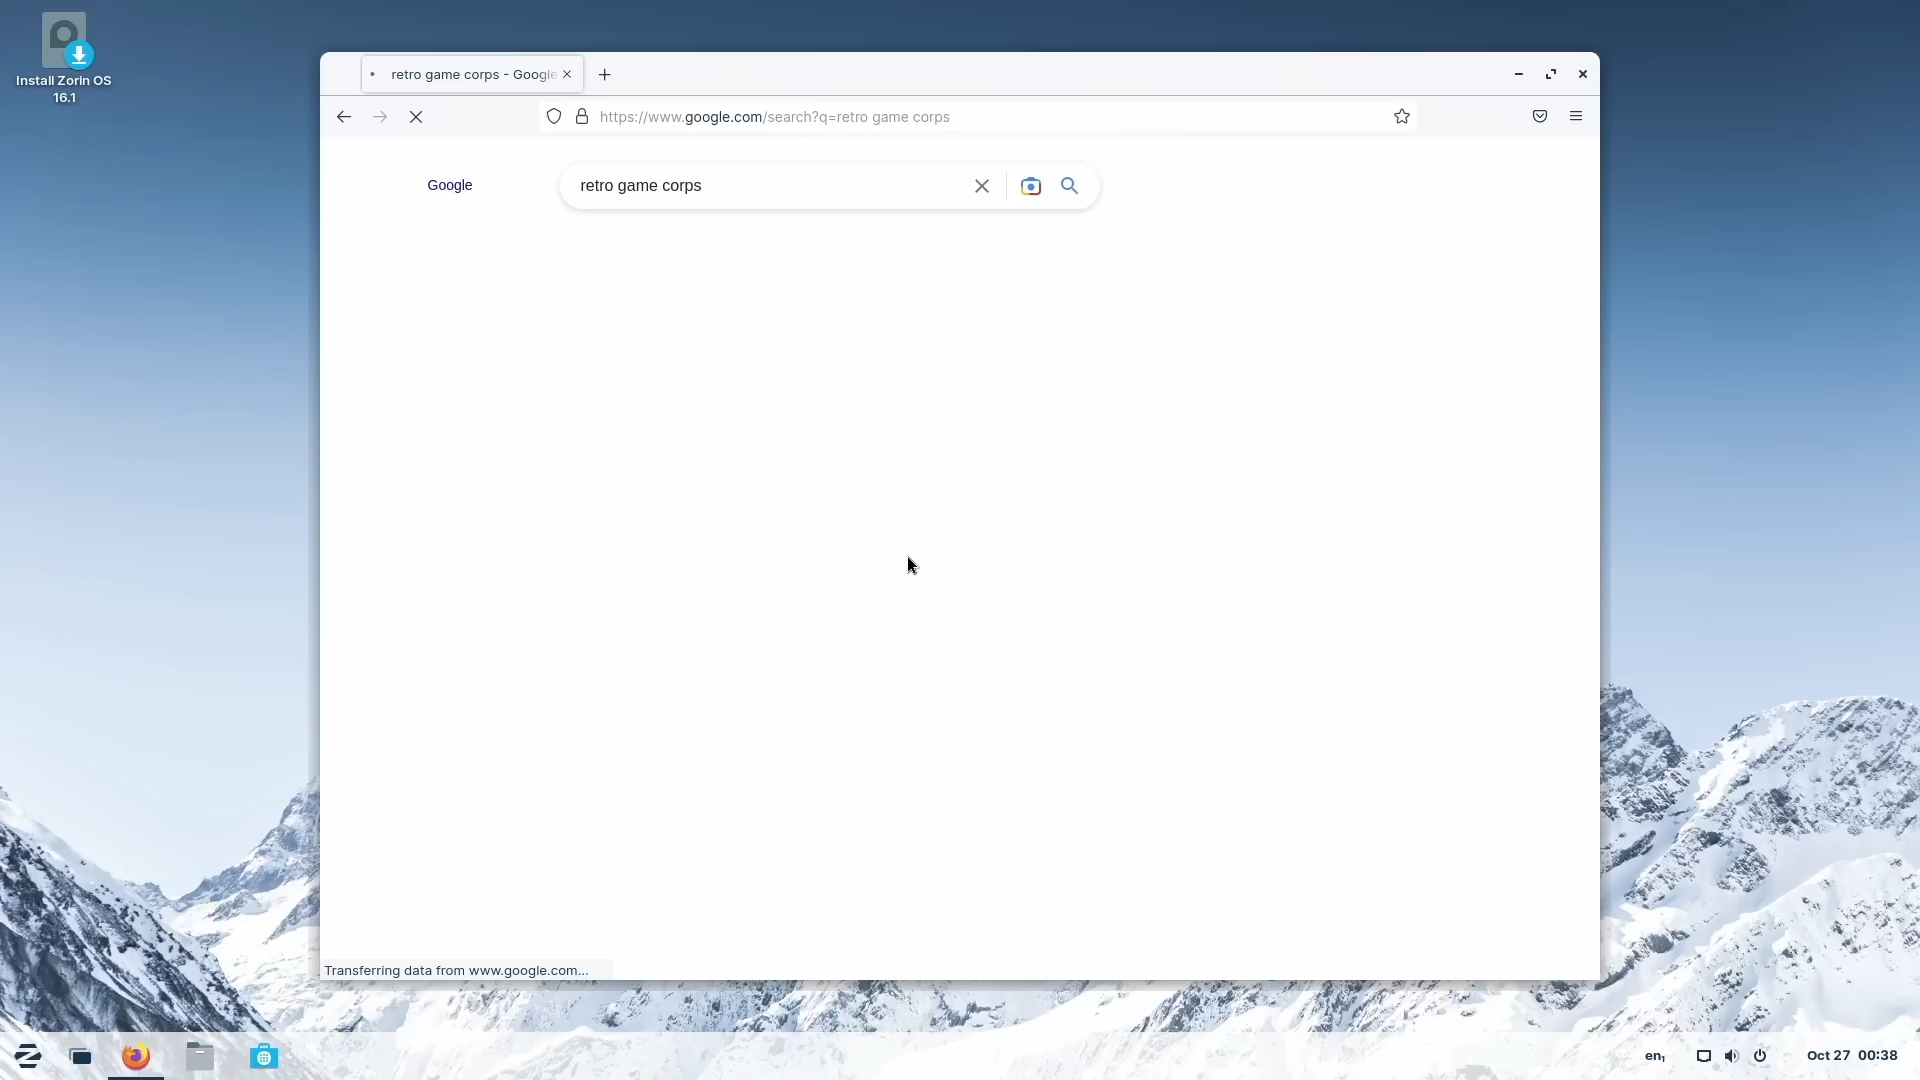 Install Zorin OS
16.1
retro game corps - Google
https://www.google.com/search?q=retro game corps
Google
retro game corps
Transferring data from www.google.com...
en₁
Oct 27 00:38